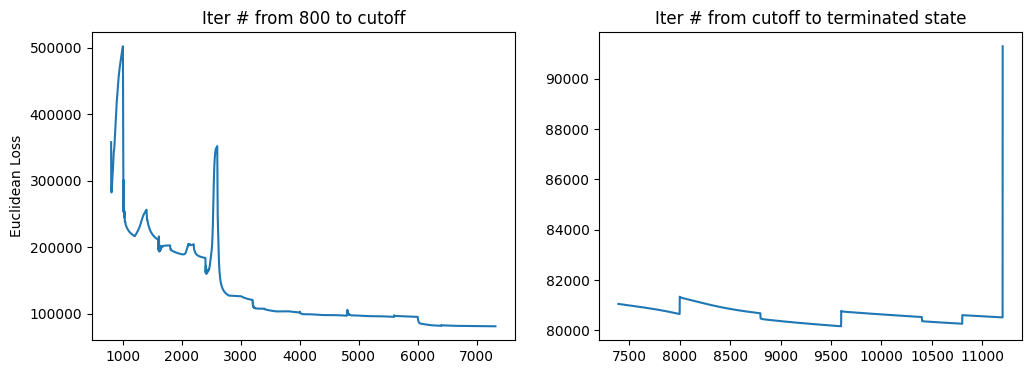 Iter # from 800 to cutoff
Euclidean Loss
500000
400000
300000
200000
100000
1000 2000 3000 4000 5000 6000 7000
Iter # from cutoff to terminated state
90000
88000
86000
84000
82000
80000
7500 8000 8500 9000 9500 10000 10500 11000